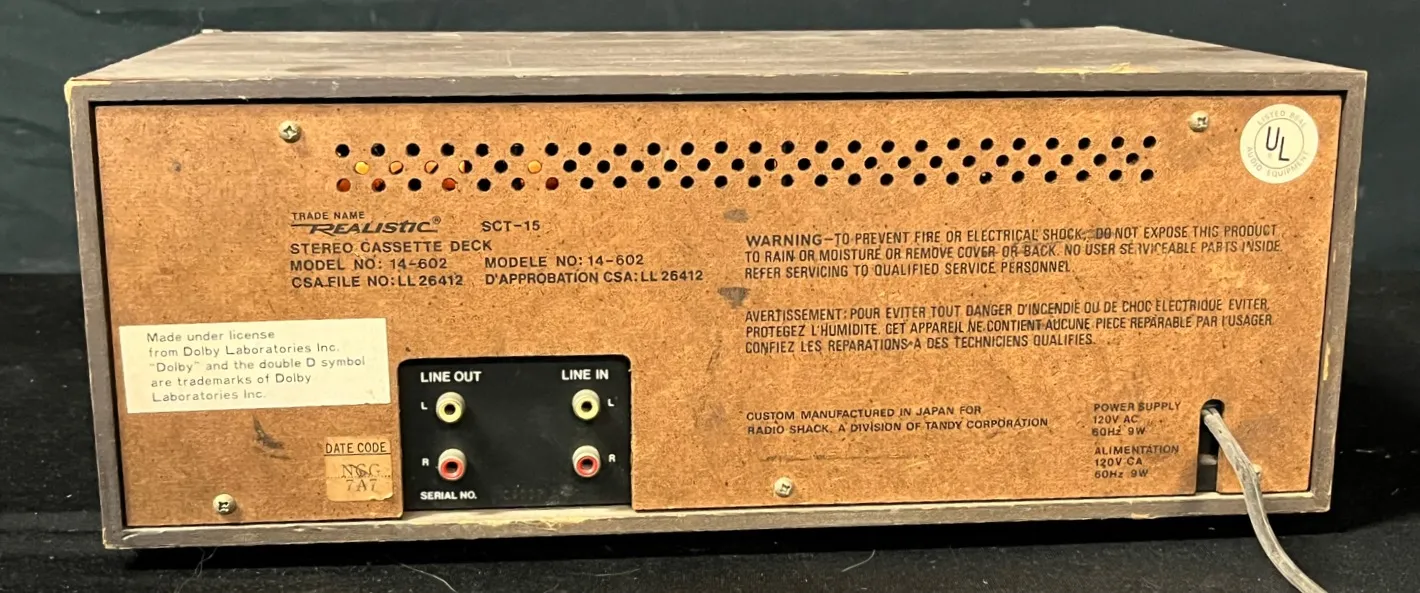 LISTED BEAL
UL
®
AUDIO EQUIPMENT
TRADE NAME
REALISTIC® SCT-15
STEREO CASSETTE DECK
MODEL NO: 14-602 MODELE NO: 14-602
CSA.FILE NO: LL 26412 D'APPROBATION CSA: LL 26412
WARNING—TO PREVENT FIRE OR ELECTRICAL SHOCK, DO NOT EXPOSE THIS PRODUCT
TO RAIN OR MOISTURE OR REMOVE COVER OR BACK. NO USER SERVICEABLE PARTS INSIDE.
REFER SERVICING TO QUALIFIED SERVICE PERSONNEL.
AVERTISSEMENT: POUR EVITER TOUT DANGER D'INCENDIE OU DE CHOC ELECTRIQUE EVITER,
PROTEGEZ L'HUMIDITE. CET APPAREIL NE CONTIENT AUCUNE PIECE REPARABLE PAR l'USAGER.
CONFIEZ LES REPARATIONS A DES TECHNICIENS QUALIFIES.
Made under license
from Dolby Laboratories Inc.
"Dolby" and the double D symbol
are trademarks of Dolby
Laboratories Inc.
LINE OUT LINE IN
L L
R R
SERIAL NO.
DATE CODE
7A7
CUSTOM MANUFACTURED IN JAPAN FOR
RADIO SHACK, A DIVISION OF TANDY CORPORATION
POWER SUPPLY
120V AC
60Hz 9W
ALIMENTATION
120V CA
60Hz 9W